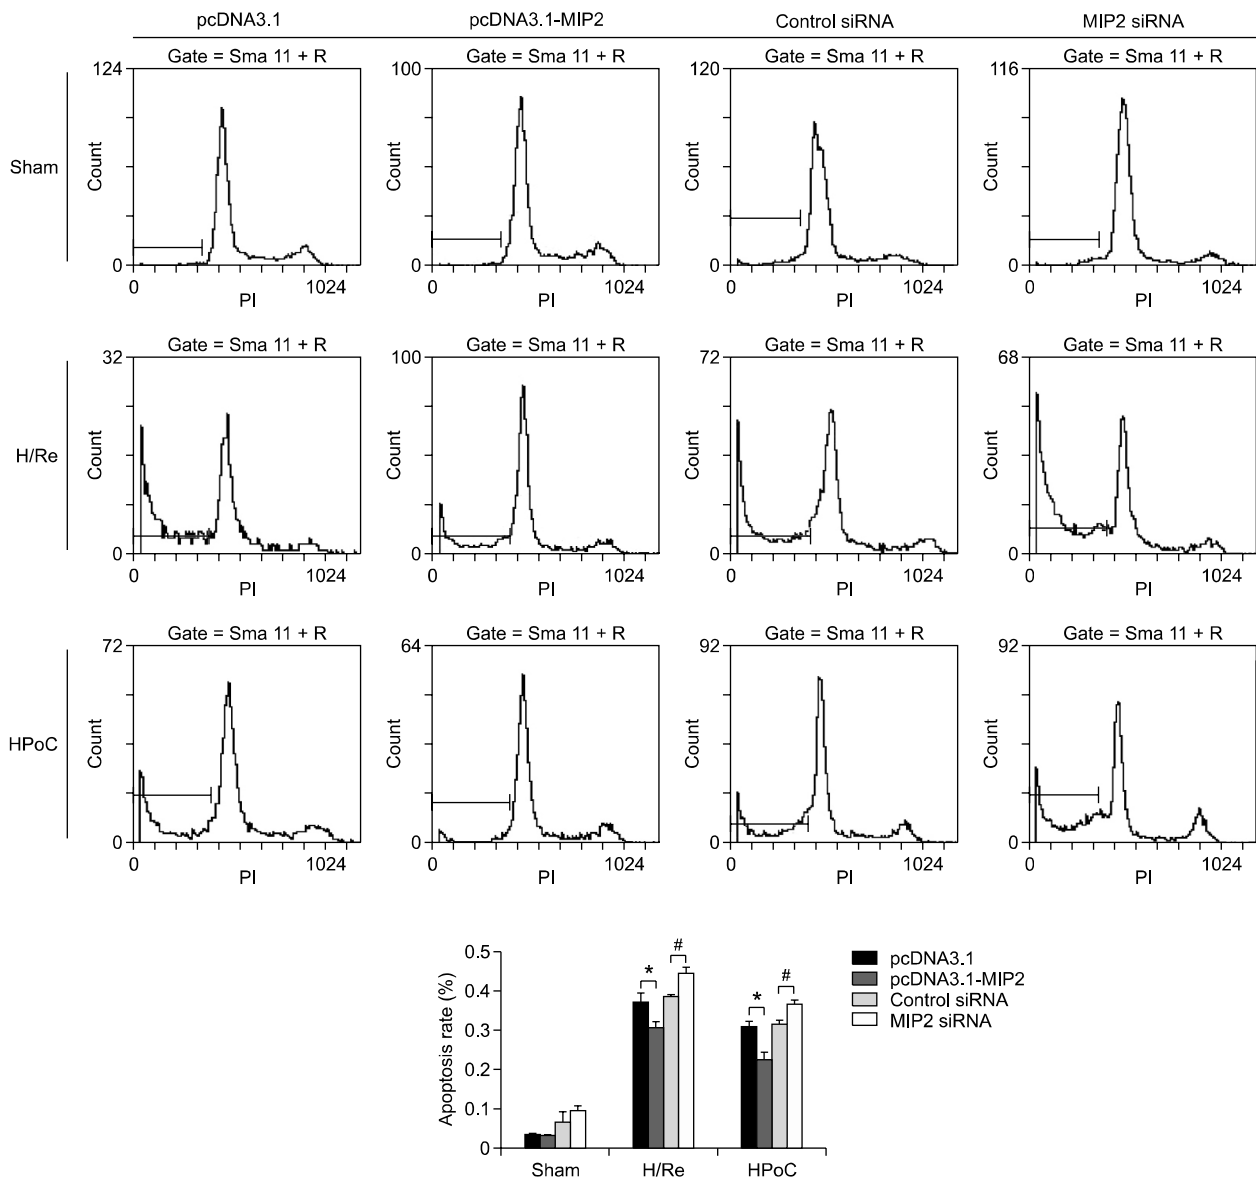 pcDNA3.1 pcDNA3.1-MIP2 Control siRNA MIP2 siRNA
Gate = Sma 11 + R Gate = Sma 11 + R Gate = Sma 11 + R Gate = Sma 11 + R
124 100 120 116
Sham Count Count Count Count
0 0 0 0
0 1024 0 1024 0 1024 0 1024
PI PI PI PI
Gate = Sma 11 + R Gate = Sma 11 + R Gate = Sma 11 + R Gate = Sma 11 + R
32 100 72 68
H/Re Count Count Count Count
0 0 0 0
0 1024 0 1024 0 1024 0 1024
PI PI PI PI
Gate = Sma 11 + R Gate = Sma 11 + R Gate = Sma 11 + R Gate = Sma 11 + R
72 64 92 92
HPoC Count Count Count Count
0 0 0 0
0 1024 0 1024 0 1024 0 1024
PI PI PI PI
Apoptosis rate (%)
0.5
0.4
0.3
0.2
0.1
0
* # * #
Sham H/Re HPoC
pcDNA3.1
pcDNA3.1-MIP2
Control siRNA
MIP2 siRNA